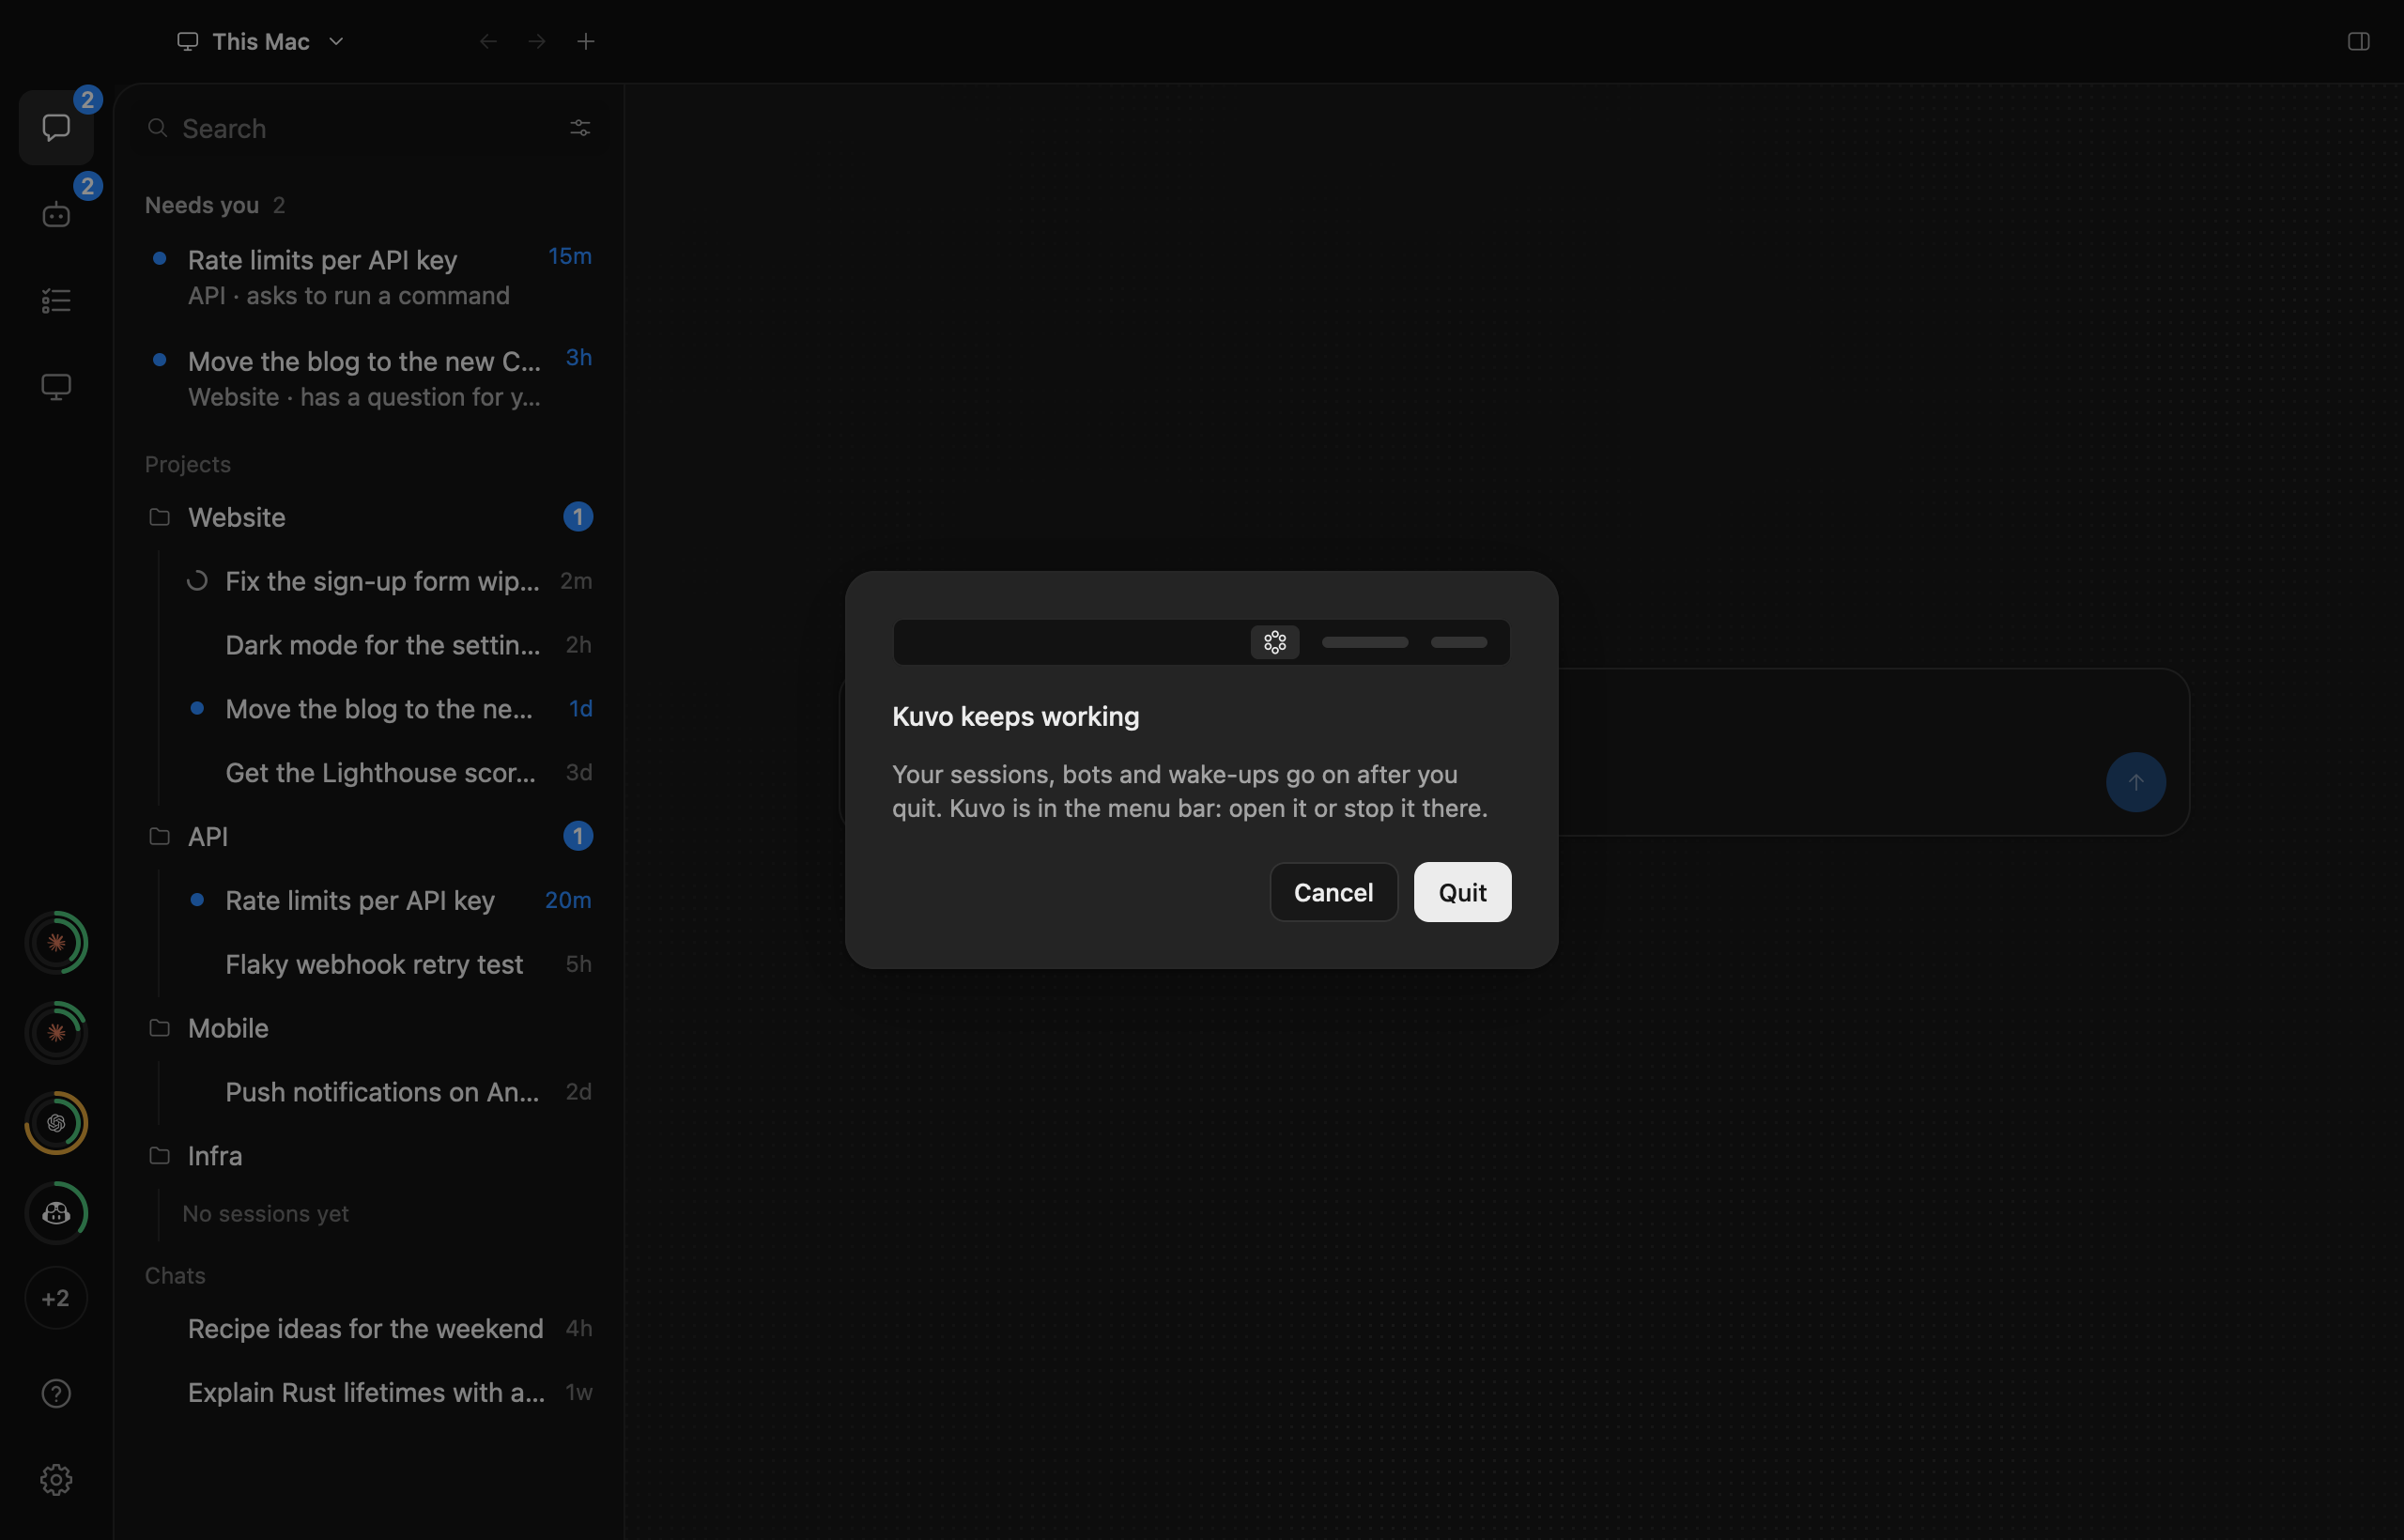 This Mac
2
2
Search
Needs you 2
Rate limits per API key 15m
API · asks to run a command
Move the blog to the new C... 3h
Website · has a question for y...
Projects
Website 1
Fix the sign-up form wip... 2m
Dark mode for the settin... 2h
Move the blog to the ne... 1d
Get the Lighthouse scor... 3d
API 1
Rate limits per API key 20m
Flaky webhook retry test 5h
Mobile
Push notifications on An... 2d
Infra
No sessions yet
Chats
Recipe ideas for the weekend 4h
Explain Rust lifetimes with a... 1w
+2
Kuvo keeps working
Your sessions, bots and wake-ups go on after you
quit. Kuvo is in the menu bar: open it or stop it there.
Cancel Quit